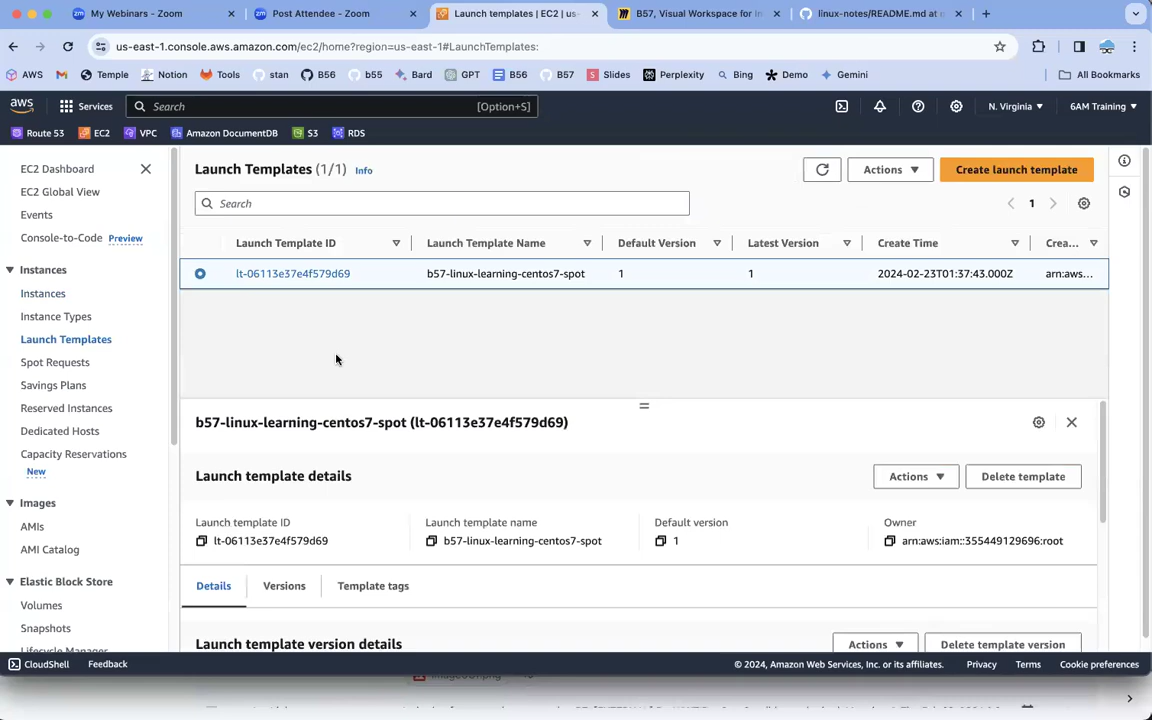 My Webinars - Zoom
Post Attendee - Zoom
Launch templates | EC2 | us-
B57, Visual Workspace for In
linux-notes/README.md at m
us-east-1.console.aws.amazon.com/ec2/home?region=us-east-1#LaunchTemplates:
AWS
Temple
Notion
Tools
stan
B56
b55
Bard
GPT
B56
B57
Slides
Perplexity
Bing
Demo
Gemini
All Bookmarks
aws
Services
Search
[Option+S]
N. Virginia
6AM Training
Route 53
EC2
VPC
Amazon DocumentDB
S3
RDS
EC2 Dashboard
EC2 Global View
Events
Console-to-Code Preview
Instances
Instances
Instance Types
Launch Templates
Spot Requests
Savings Plans
Reserved Instances
Dedicated Hosts
Capacity Reservations
New
Images
AMIs
AMI Catalog
Elastic Block Store
Volumes
Snapshots
Lifecycle Manager
Launch Templates (1/1) Info
Actions
Create launch template
Search
1
Launch Template ID
Launch Template Name
Default Version
Latest Version
Create Time
Crea...
lt-06113e37e4f579d69
b57-linux-learning-centos7-spot
1
1
2024-02-23T01:37:43.000Z
arn:aws...
b57-linux-learning-centos7-spot (lt-06113e37e4f579d69)
Launch template details
Actions
Delete template
Launch template ID
lt-06113e37e4f579d69
Launch template name
b57-linux-learning-centos7-spot
Default version
1
Owner
arn:aws:iam::355449129696:root
Details
Versions
Template tags
Launch template version details
Actions
Delete template version
CloudShell
Feedback
© 2024, Amazon Web Services, Inc. or its affiliates.
Privacy
Terms
Cookie preferences